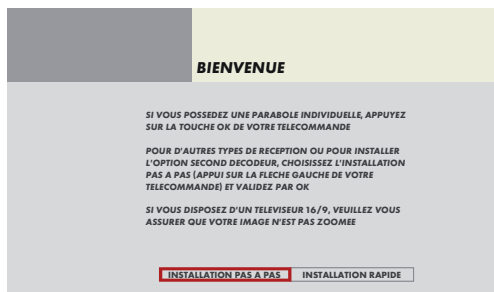 BIENVENUE
SI VOUS POSSEDEZ UNE PARABOLE INDIVIDUELLE, APPUYEZ
SUR LA TOUCHE OK DE VOTRE TELECOMMANDE
POUR D'AUTRES TYPES DE RECEPTION OU POUR INSTALLER
L'OPTION SECOND DECODEUR, CHOISISSEZ L'INSTALLATION
PAS A PAS (APPUI SUR LA FLECHE GAUCHE DE VOTRE
TELECOMMANDE) ET VALIDEZ PAR OK
SI VOUS DISPOSEZ D'UN TELEVISEUR 16/9, VEUILLEZ VOUS
ASSURER QUE VOTRE IMAGE N'EST PAS ZOOMEE
INSTALLATION PAS A PAS INSTALLATION RAPIDE